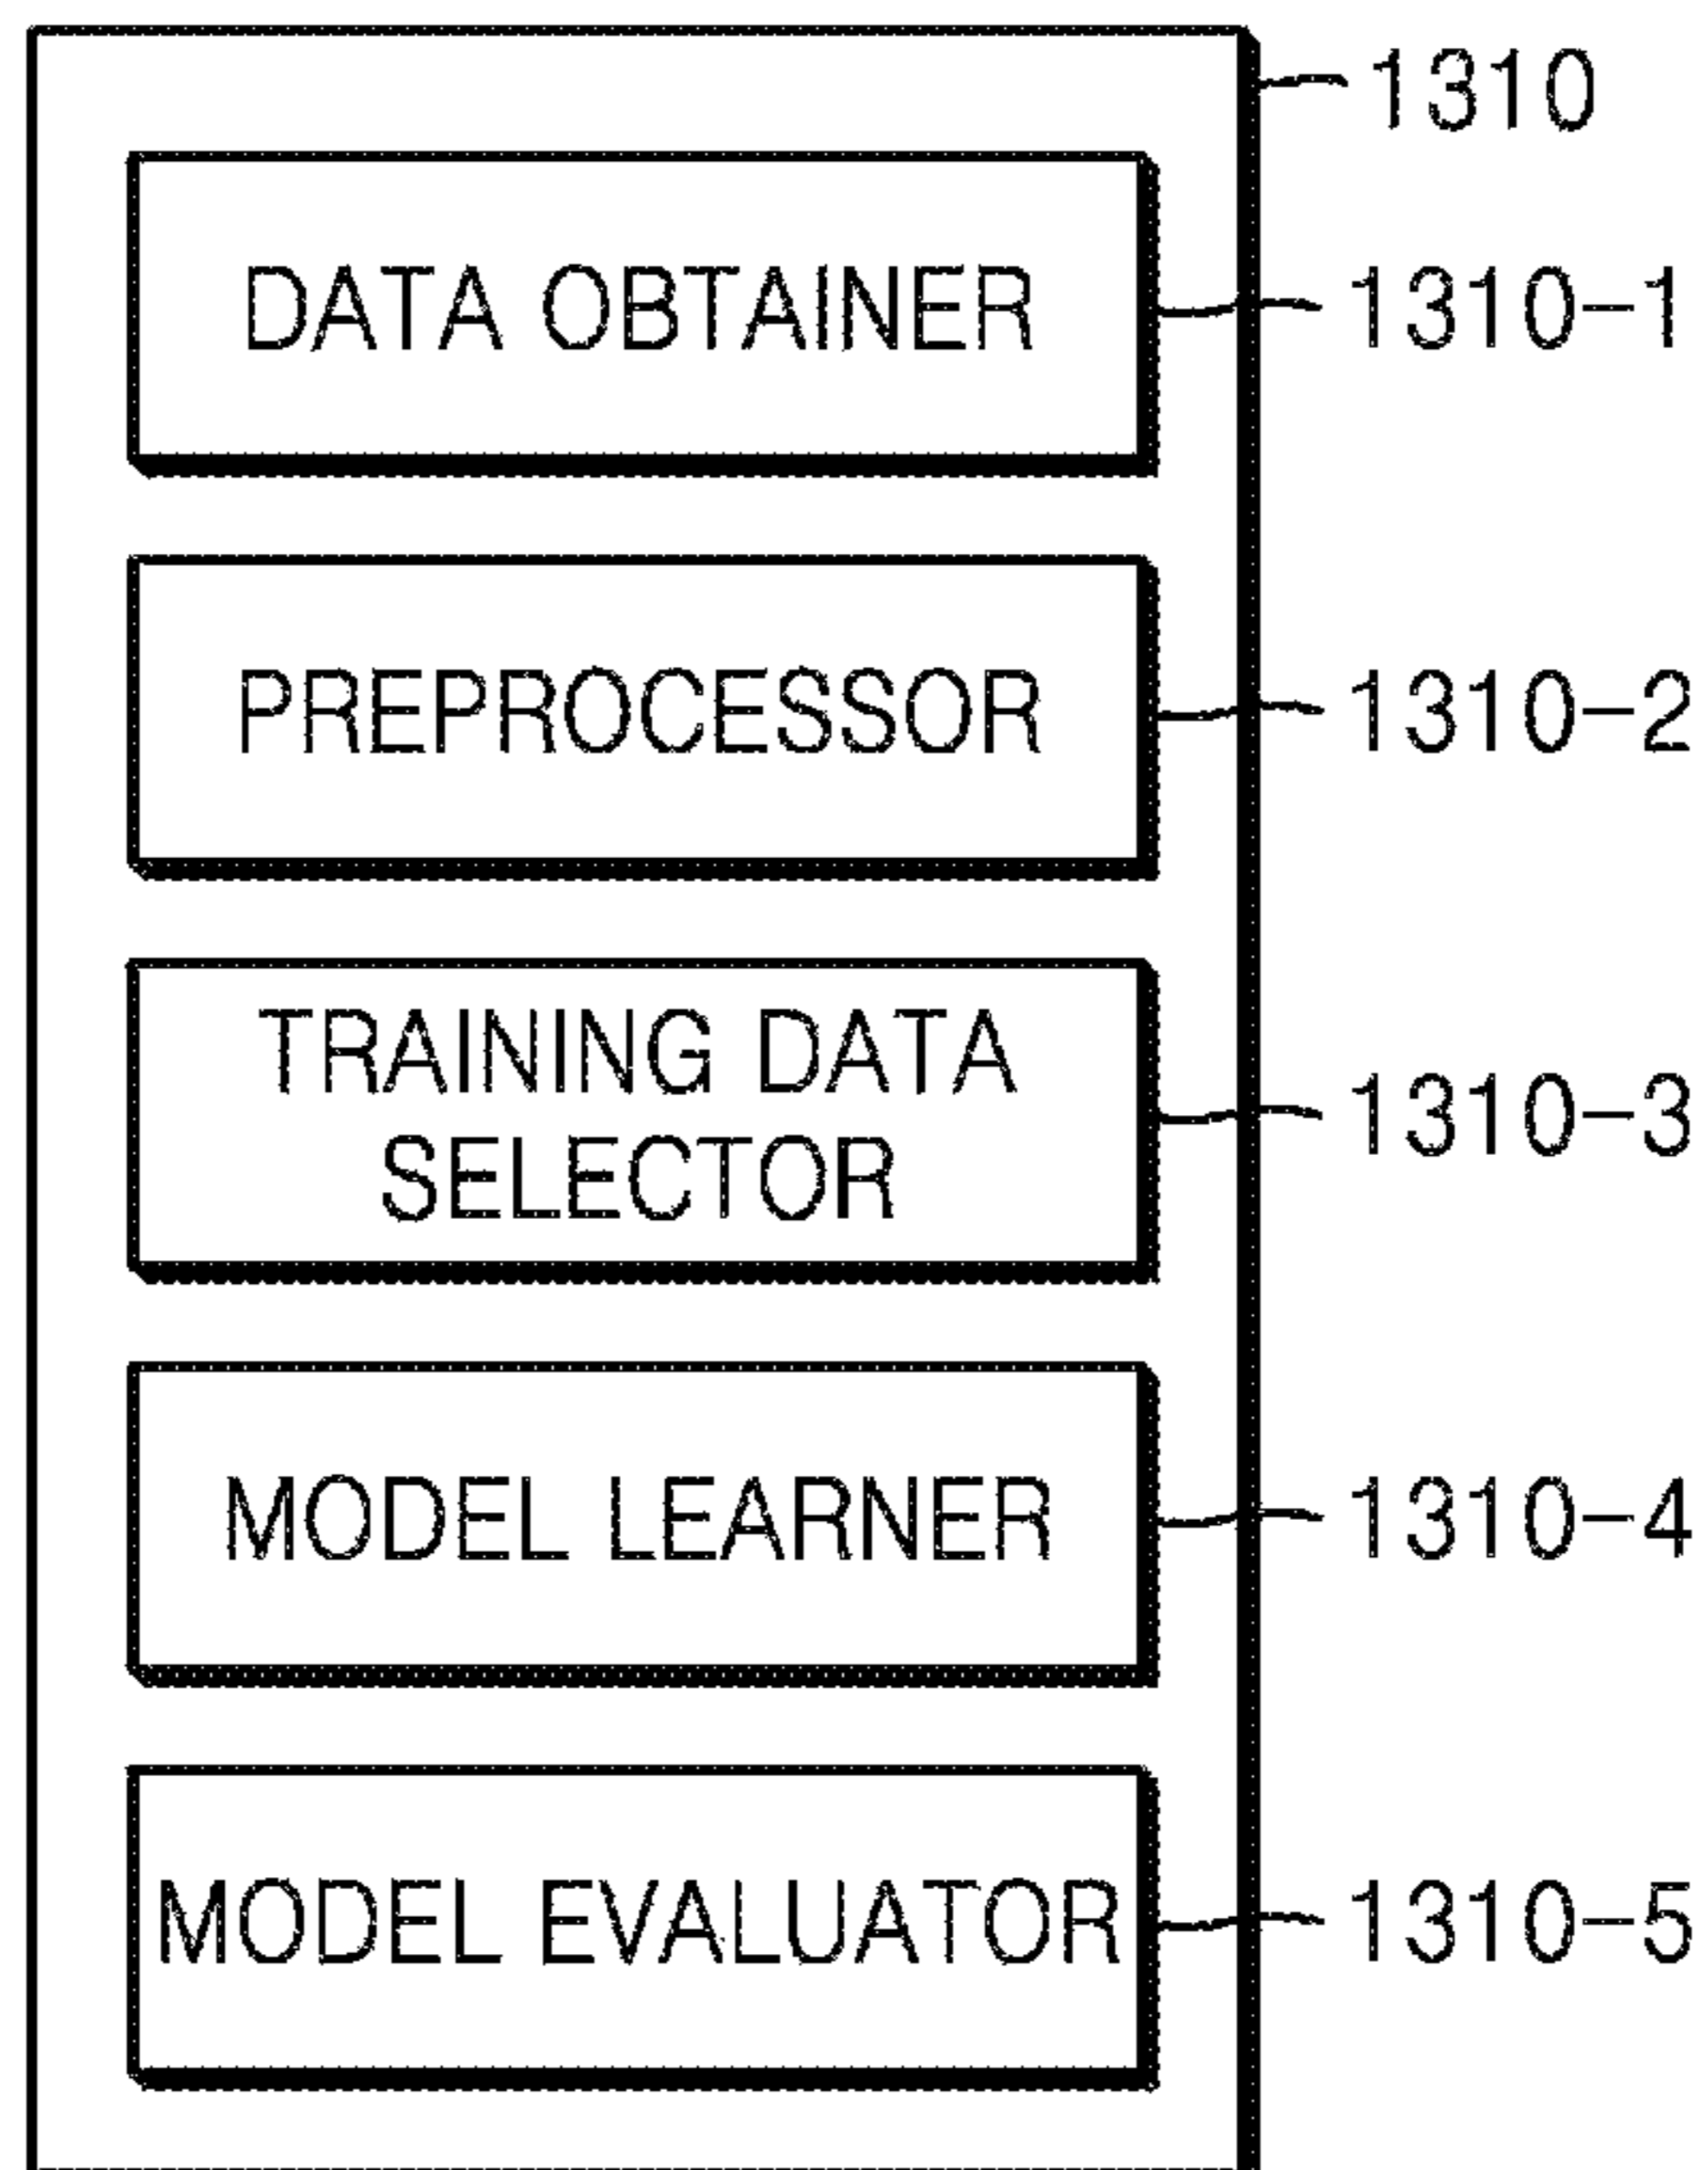 1310
DATA OBTAINER
1310-1
PREPROCESSOR
1310-2
TRAINING DATA
SELECTOR
1310-3
MODEL LEARNER
1310-4
MODEL EVALUATOR
1310-5